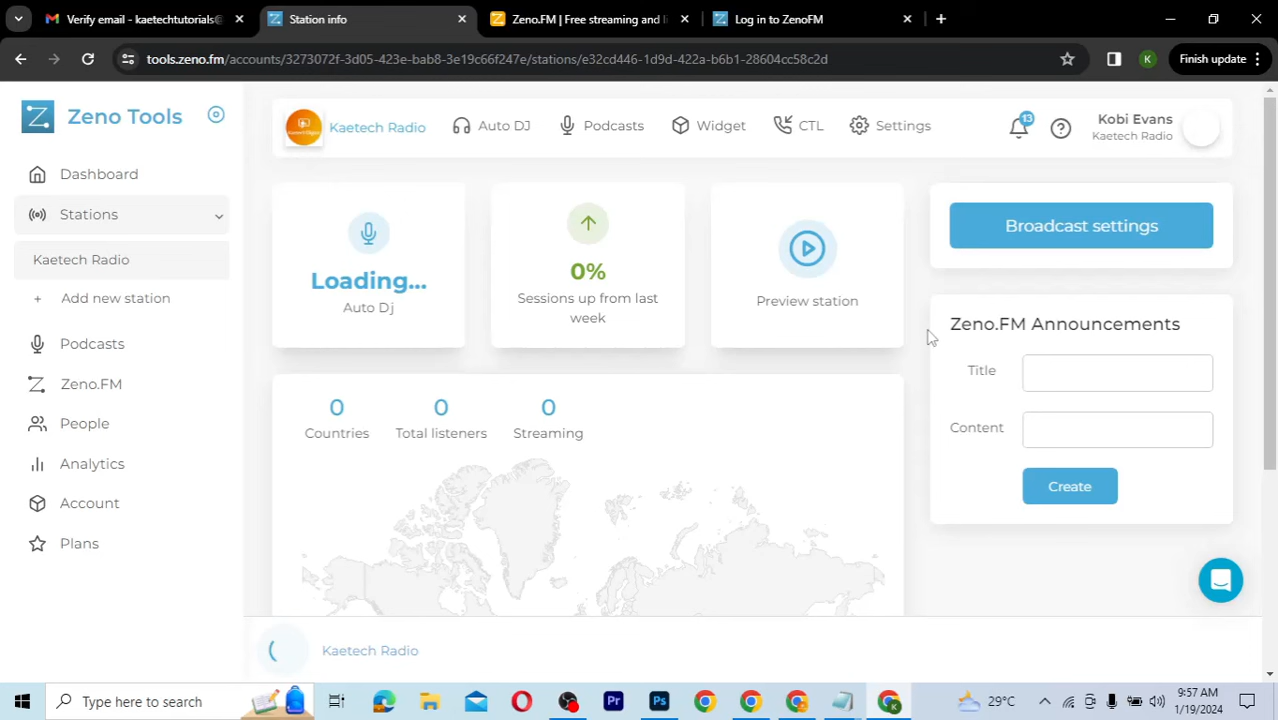 Verify email - kaetechtutorials@
Station info
Zeno.FM | Free streaming and l
Log in to ZenoFM
tools.zeno.fm/accounts/3273072f-3d05-423e-bab8-3e19c66f247e/stations/e32cd446-1d9d-422a-b6b1-28604cc58c2d
K
Finish update
Zeno Tools
Dashboard
Stations
Kaetech Radio
+ Add new station
Podcasts
Zeno.FM
People
Analytics
Account
Plans
Kaetech Radio
Auto DJ
Podcasts
Widget
CTL
Settings
13
Kobi Evans
Kaetech Radio
Loading...
Auto Dj
0%
Sessions up from last
week
Preview station
Broadcast settings
Zeno.FM Announcements
Title
Content
Create
0
Countries
0
Total listeners
0
Streaming
Kaetech Radio
Type here to search
Pr
Ps
29°C
9:57 AM
1/19/2024